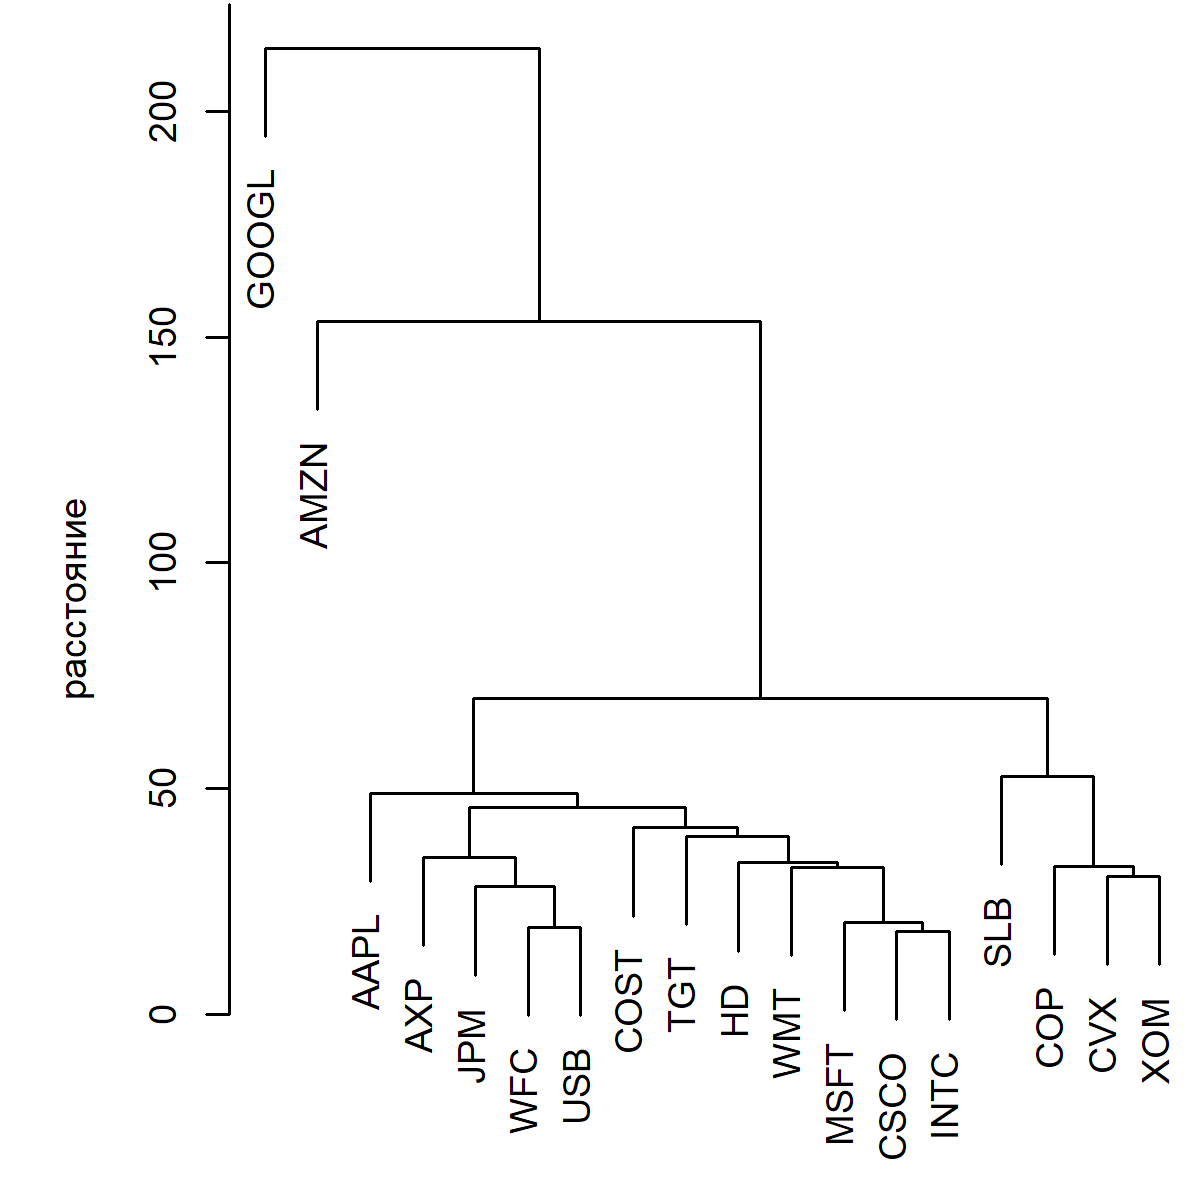 расстояние
200
150
100
50
0
GOOGL
AMZN
AAPL
AXP
JPM
WFC
USB
COST
TGT
HD
WMT
MSFT
CSCO
INTC
SLB
COP
CVX
XOM